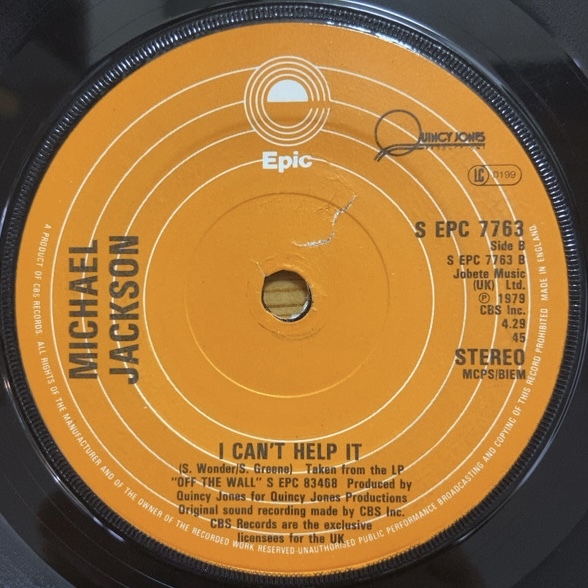 Epic
QUINCY JONES
LC 0199
MICHAEL
JACKSON
S EPC 7763
Side B
S EPC 7763 B
Jobete Music
(UK) Ltd.
℗ 1979
CBS Inc.
4.29
45
STEREO
MCPS/BIEM
I CAN'T HELP IT
(S. Wonder/S. Greene) Taken from the LP
"OFF THE WALL" S EPC 83468 Produced by
Quincy Jones for Quincy Jones Productions
Original sound recording made by CBS Inc.
CBS Records are the exclusive
licensees for the UK
A PRODUCT OF CBS RECORDS. ALL RIGHTS OF THE MANUFACTURER AND OF THE OWNER OF THE RECORDED WORK RESERVED-UNAUTHORISED PUBLIC PERFORMANCE BROADCASTING AND COPYING OF THIS RECORD PROHIBITED MADE IN ENGLAND